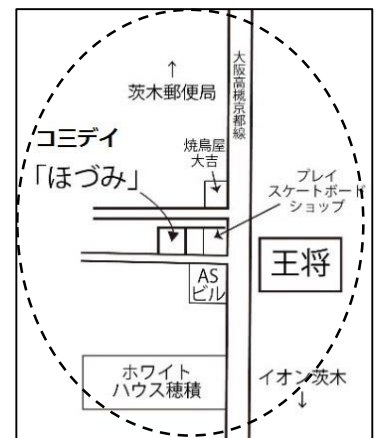 ↑
茨木郵便局
大阪高槻京都線
コミデイ
「ほづみ」
焼鳥屋
大吉
プレイ
スケートボード
ショップ
王将
AS
ビル
ホワイト
ハウス穂積
イオン茨木
↓